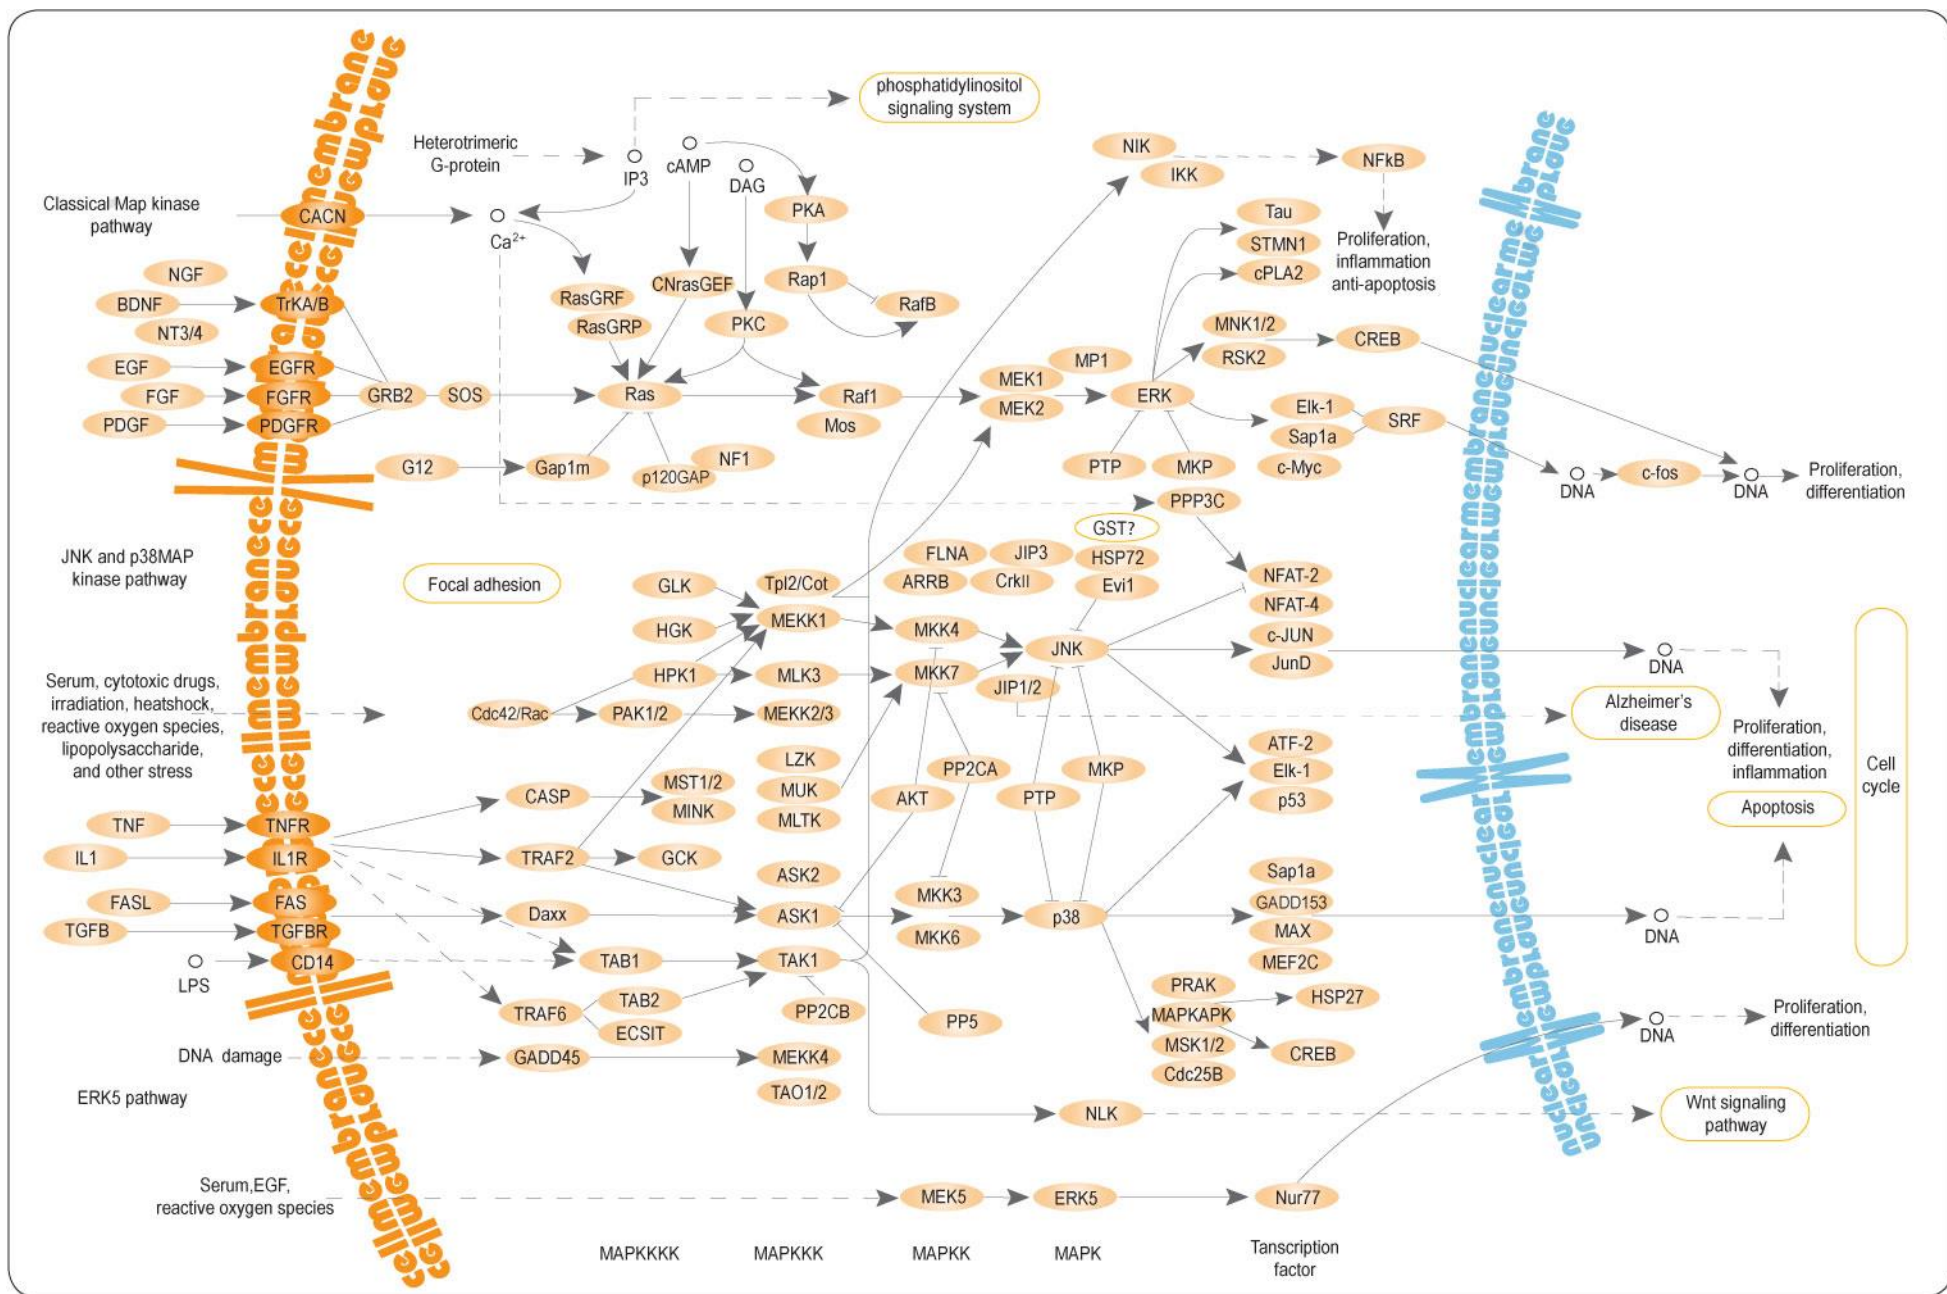 cell membrane
nuclear membrane
phosphatidylinositol
signaling system
Heterotrimeric
G-protein
IP3
cAMP
DAG
NIK
IKK
NFkB
Classical Map kinase
pathway
CACN
Ca2+
PKA
Tau
STMN1
cPLA2
Proliferation,
inflammation
anti-apoptosis
NGF
BDNF
NT3/4
TrKA/B
RasGRF
RasGRP
CNrasGEF
PKC
Rap1
RafB
MNK1/2
RSK2
CREB
EGF
EGFR
FGF
FGFR
PDGF
PDGFR
GRB2
SOS
Ras
Raf1
Mos
MEK1
MEK2
MP1
ERK
Elk-1
Sap1a
c-Myc
SRF
G12
Gap1m
p120GAP
NF1
PTP
MKP
DNA
c-fos
DNA
Proliferation,
differentiation
PPP3C
JNK and p38MAP
kinase pathway
Focal adhesion
GLK
HGK
HPK1
Tpl2/Cot
MEKK1
FLNA
ARRB
JIP3
CrkII
GST?
HSP72
Evi1
NFAT-2
NFAT-4
c-JUN
JunD
MKK4
MKK7
JNK
JIP1/2
DNA
Serum, cytotoxic drugs,
irradiation, heatshock,
reactive oxygen species,
lipopolysaccharide,
and other stress
Cdc42/Rac
PAK1/2
MLK3
MEKK2/3
Alzheimer's
disease
Proliferation,
differentiation,
inflammation
Apoptosis
Cell
cycle
LZK
MUK
MLTK
PP2CA
AKT
PTP
MKP
ATF-2
Elk-1
p53
TNF
TNFR
IL1
IL1R
FASL
FAS
TGFB
TGFBR
LPS
CD14
CASP
MST1/2
MINK
TRAF2
GCK
Daxx
ASK2
ASK1
MKK3
MKK6
p38
Sap1a
GADD153
MAX
MEF2C
DNA
TAB1
TAK1
TRAF6
TAB2
ECSIT
PP2CB
PP5
PRAK
MAPKAPK
MSK1/2
Cdc25B
HSP27
CREB
DNA
Proliferation,
differentiation
DNA damage
GADD45
MEKK4
TAO1/2
ERK5 pathway
NLK
Wnt signaling
pathway
Serum,EGF,
reactive oxygen species
MEK5
ERK5
Nur77
MAPKKKK
MAPKKK
MAPKK
MAPK
Tanscription
factor